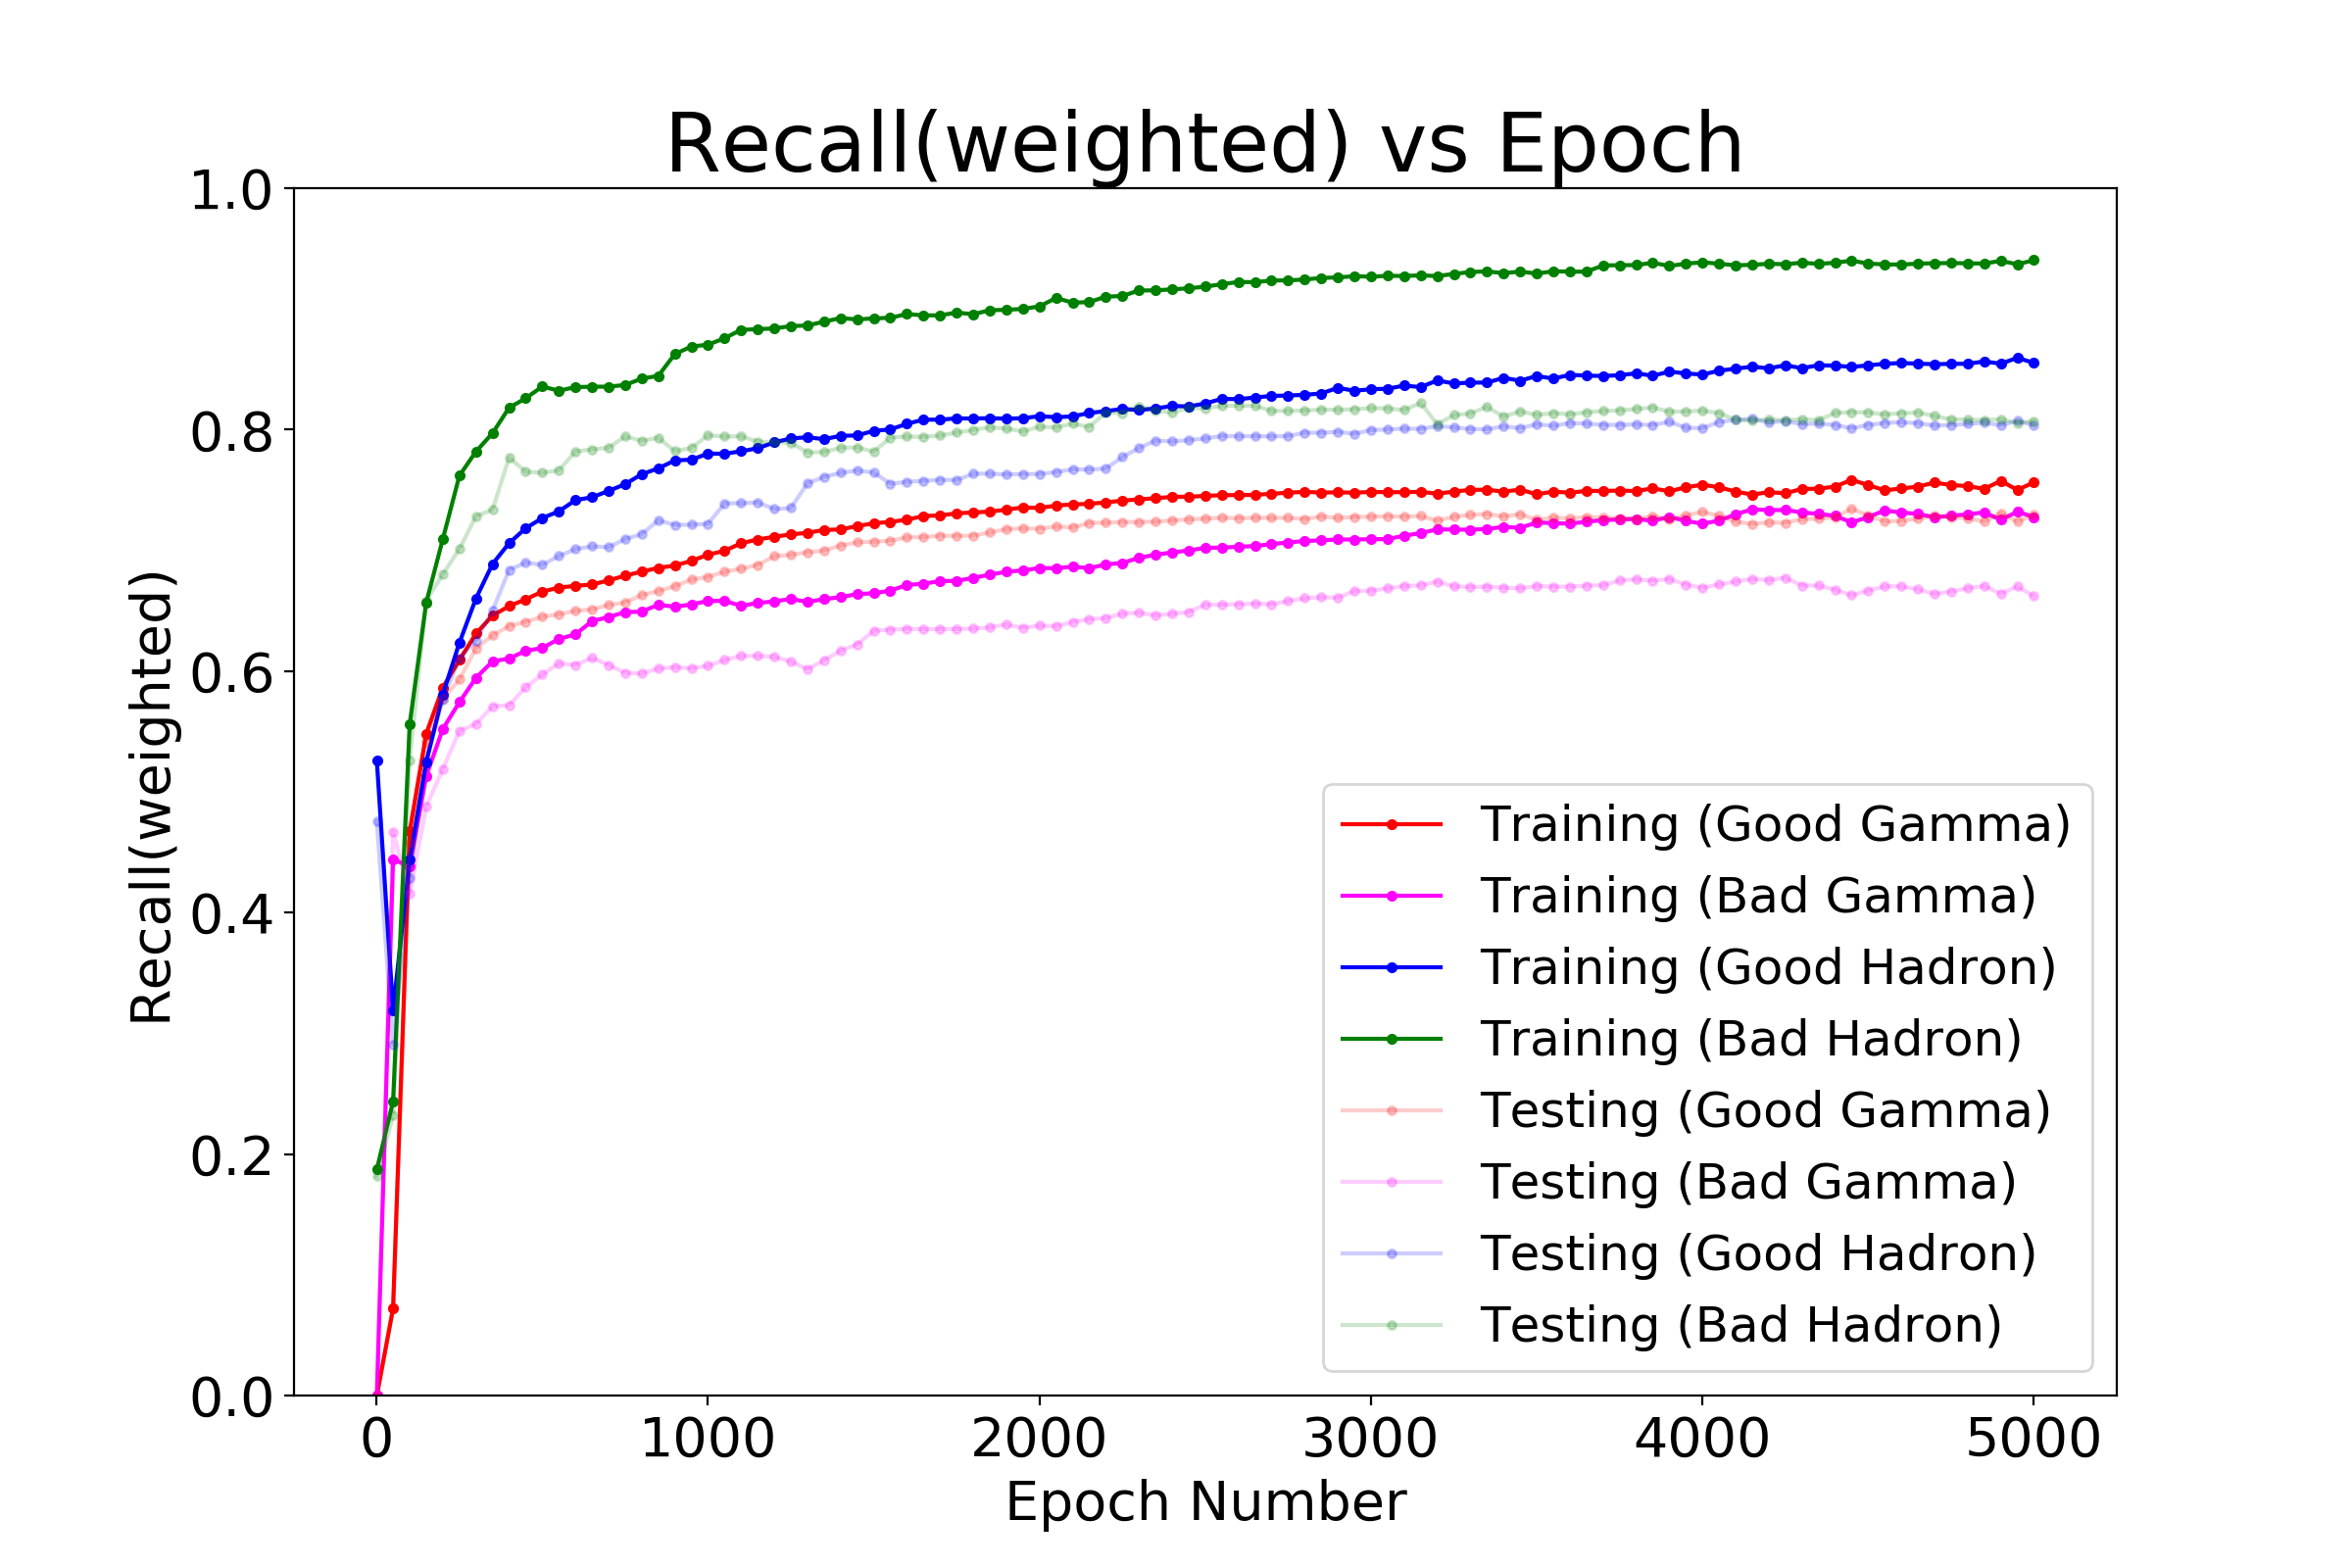 Recall(weighted) vs Epoch
1.0
0.8
0.6
0.4
0.2
0.0
Recall(weighted)
0 1000 2000 3000 4000 5000
Epoch Number
Training (Good Gamma)
Training (Bad Gamma)
Training (Good Hadron)
Training (Bad Hadron)
Testing (Good Gamma)
Testing (Bad Gamma)
Testing (Good Hadron)
Testing (Bad Hadron)